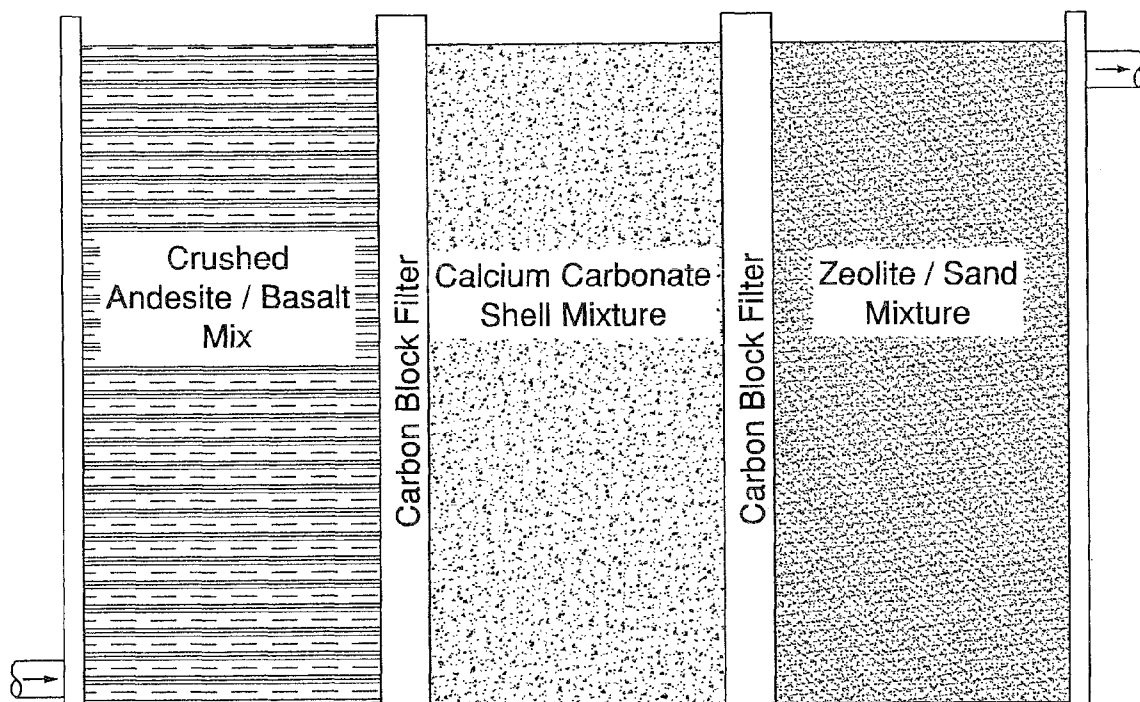 Crushed
Andesite / Basalt
Mix
Carbon Block Filter
Calcium Carbonate
Shell Mixture
Carbon Block Filter
Zeolite / Sand
Mixture